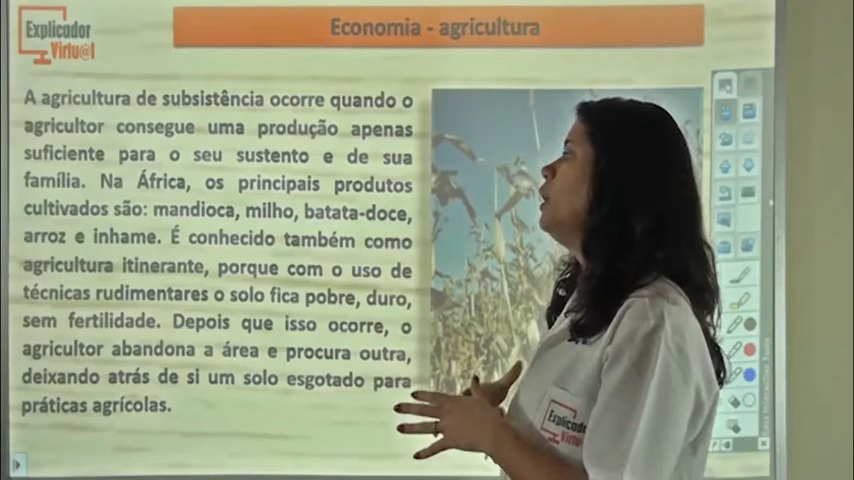 Explicador
Virtu@l
Economia - agricultura
A agricultura de subsistência ocorre quando o
agricultor consegue uma produção apenas
suficiente para o seu sustento e de sua
família. Na África, os principais produtos
cultivados são: mandioca, milho, batata-doce,
arroz e inhame. É conhecido também como
agricultura itinerante, porque com o uso de
técnicas rudimentares o solo fica pobre, duro,
sem fertilidade. Depois que isso ocorre, o
agricultor abandona a área e procura outra,
deixando atrás de si um solo esgotado para
práticas agrícolas.
Explicador
Virtu@l